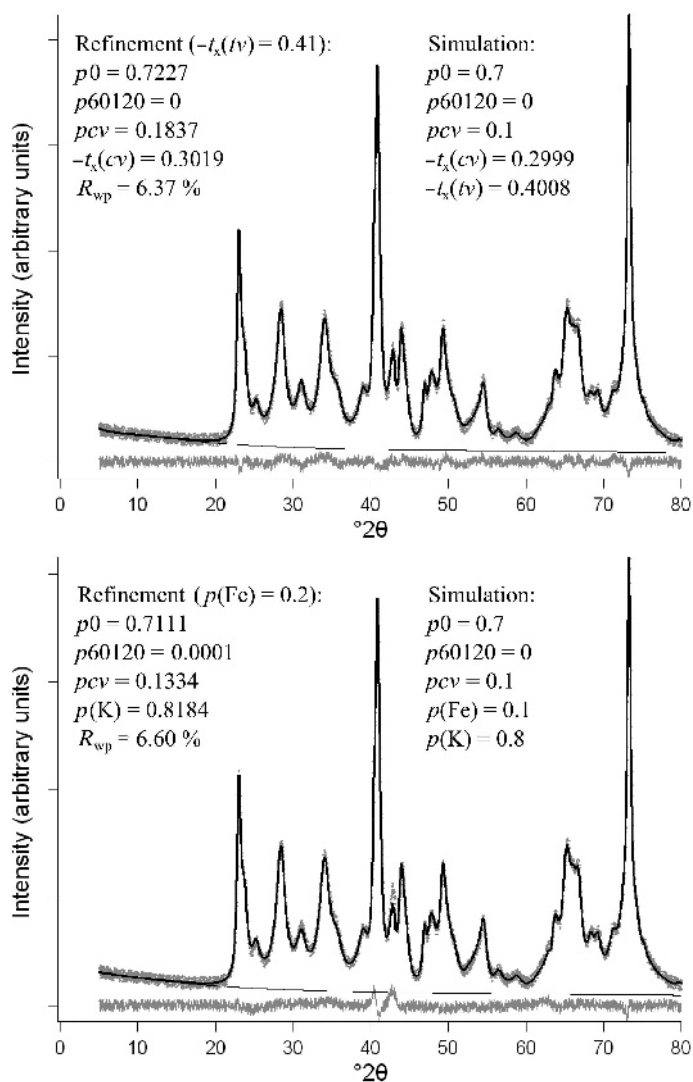 Refinement (–tₓ(tv) = 0.41):
p0 = 0.7227
p60120 = 0
pcv = 0.1837
–tₓ(cv) = 0.3019
R_wp = 6.37 %
Simulation:
p0 = 0.7
p60120 = 0
pcv = 0.1
–tₓ(cv) = 0.2999
–tₓ(tv) = 0.4008
Intensity (arbitrary units)
0 10 20 30 40 50 60 70 80
°2θ
Refinement (p(Fe) = 0.2):
p0 = 0.7111
p60120 = 0.0001
pcv = 0.1334
p(K) = 0.8184
R_wp = 6.60 %
Simulation:
p0 = 0.7
p60120 = 0
pcv = 0.1
p(Fe) = 0.1
p(K) = 0.8
Intensity (arbitrary units)
0 10 20 30 40 50 60 70 80
°2θ